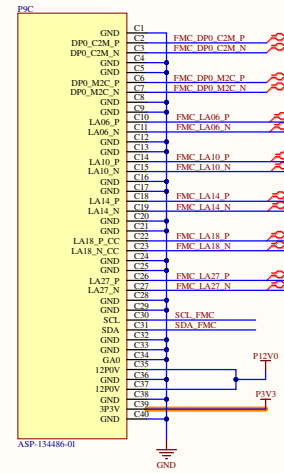 P9C
GND C1
DP0_C2M_P C2 FMC_DP0_C2M_P
DP0_C2M_N C3 FMC_DP0_C2M_N
GND C4
GND C5
DP0_M2C_P C6 FMC_DP0_M2C_P
DP0_M2C_N C7 FMC_DP0_M2C_N
GND C8
GND C9
LA06_P C10 FMC_LA06_P
LA06_N C11 FMC_LA06_N
GND C12
GND C13
LA10_P C14 FMC_LA10_P
LA10_N C15 FMC_LA10_N
GND C16
GND C17
LA14_P C18 FMC_LA14_P
LA14_N C19 FMC_LA14_N
GND C20
GND C21
LA18_P_CC C22 FMC_LA18_P
LA18_N_CC C23 FMC_LA18_N
GND C24
GND C25
LA27_P C26 FMC_LA27_P
LA27_N C27 FMC_LA27_N
GND C28
GND C29
SCL C30 SCL_FMC
SDA C31 SDA_FMC
GND C32
GND C33
GA0 C34
12P0V C35 P12V0
GND C36
12P0V C37
GND C38
3P3V C39 P3V3
GND C40
ASP-134486-01
GND